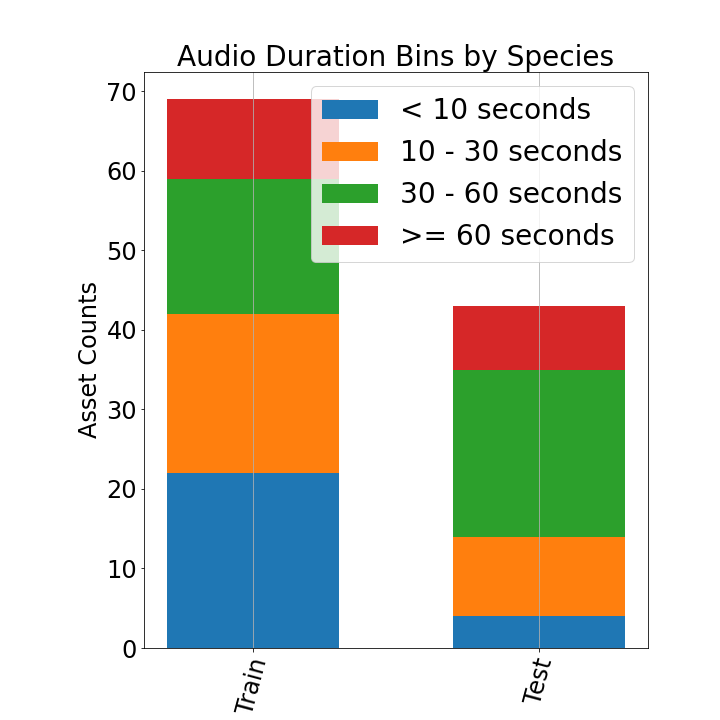 Audio Duration Bins by Species
< 10 seconds
10 - 30 seconds
30 - 60 seconds
>= 60 seconds
Asset Counts
70
60
50
40
30
20
10
0
Train
Test